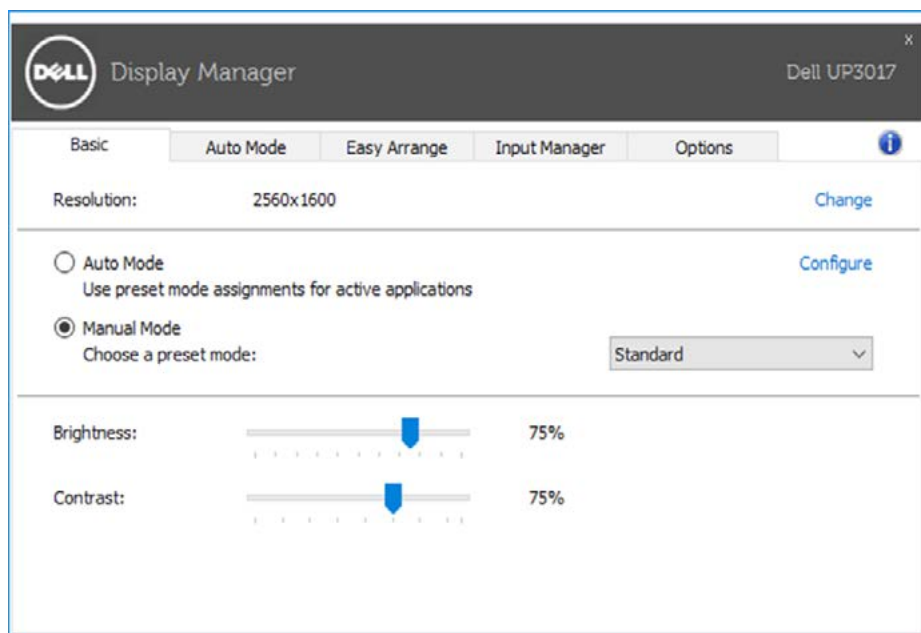 x
DELL Display Manager Dell UP3017
Basic Auto Mode Easy Arrange Input Manager Options i
Resolution: 2560x1600 Change
Auto Mode Configure
Use preset mode assignments for active applications
Manual Mode
Choose a preset mode: Standard
Brightness: 75%
Contrast: 75%